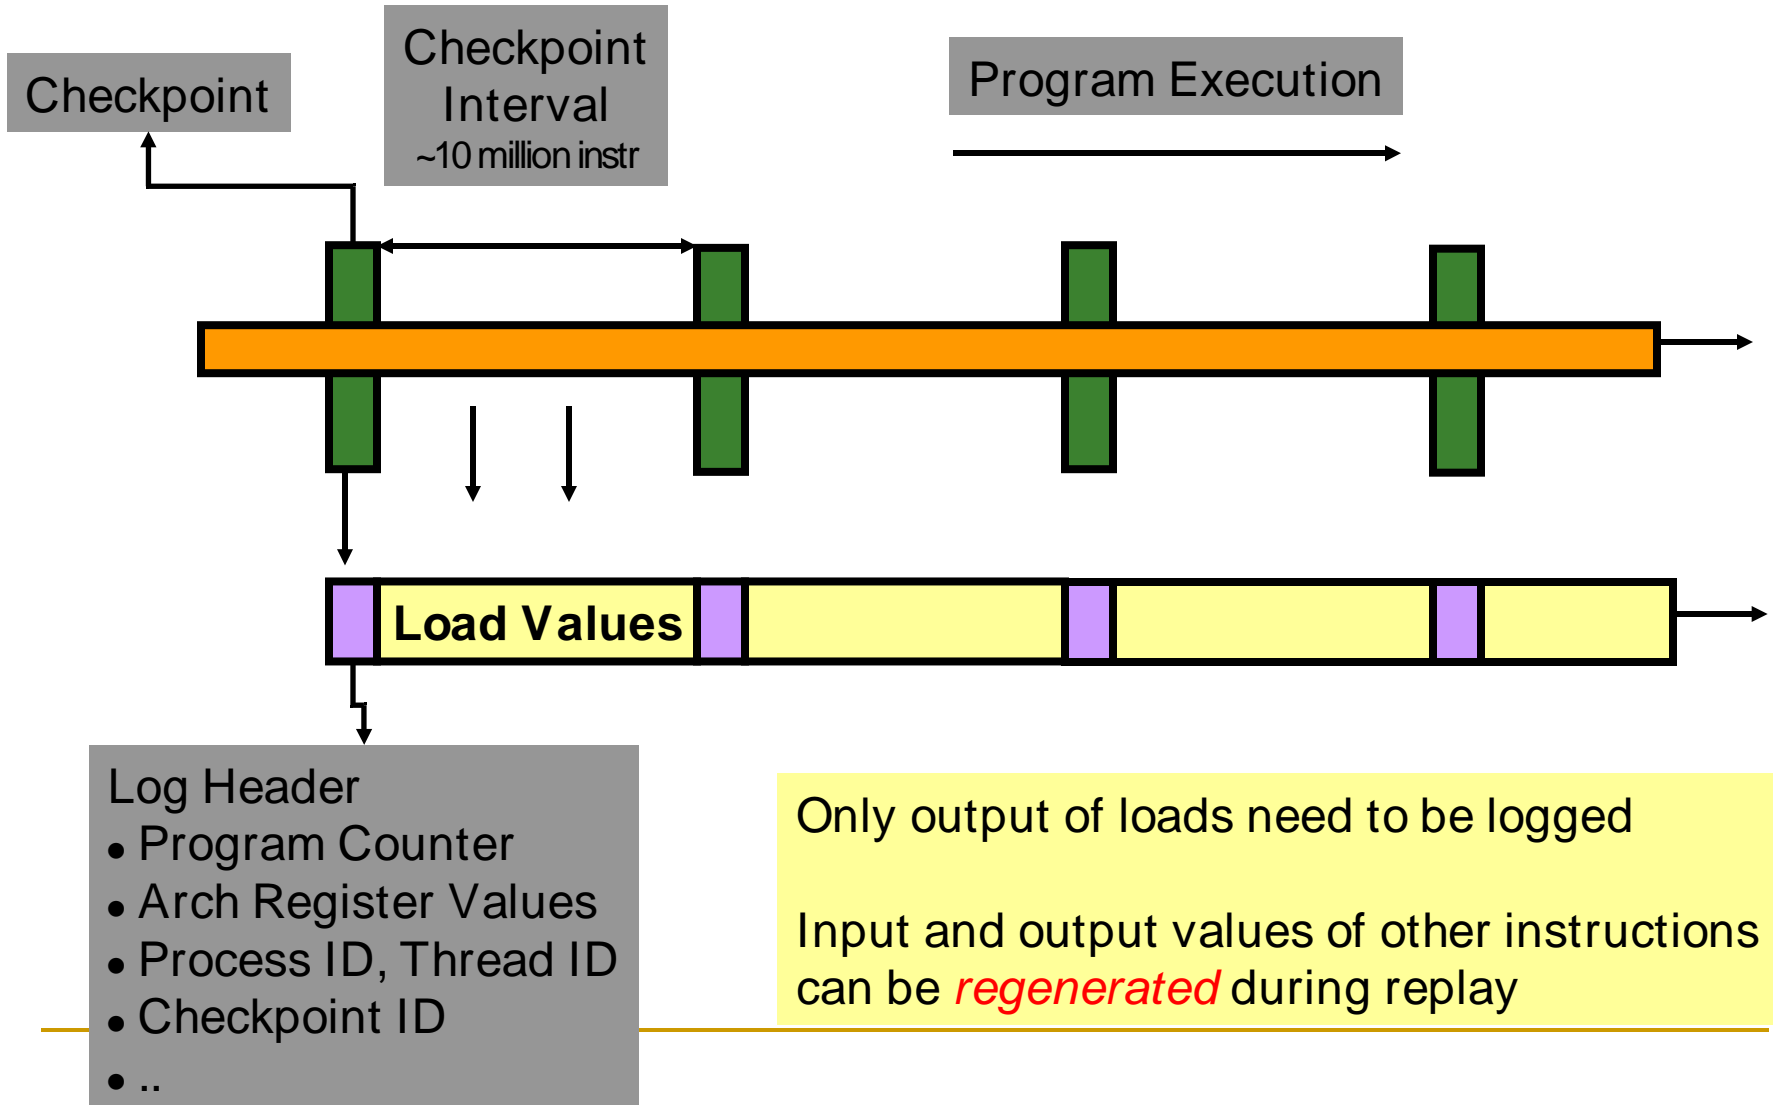 Checkpoint
Checkpoint
Interval
~10 million instr
Program Execution
Load Values
Log Header
● Program Counter
● Arch Register Values
● Process ID, Thread ID
● Checkpoint ID
● ..
Only output of loads need to be logged
Input and output values of other instructions
can be regenerated during replay